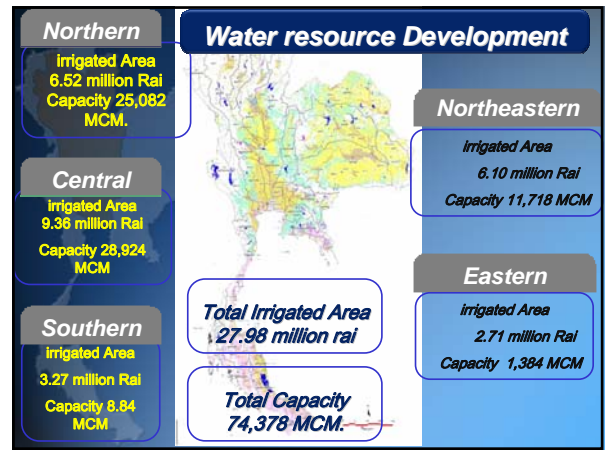 Water resource Development
Northern
irrigated Area
6.52 million Rai
Capacity 25,082
MCM.
Central
irrigated Area
9.36 million Rai
Capacity 28,924
MCM
Southern
irrigated Area
3.27 million Rai
Capacity 8.84
MCM
Northeastern
Irrigated Area
6.10 million Rai
Capacity 11,718 MCM
Eastern
irrigated Area
2.71 million Rai
Capacity 1,384 MCM
Total Irrigated Area
27.98 million rai
Total Capacity
74,378 MCM.